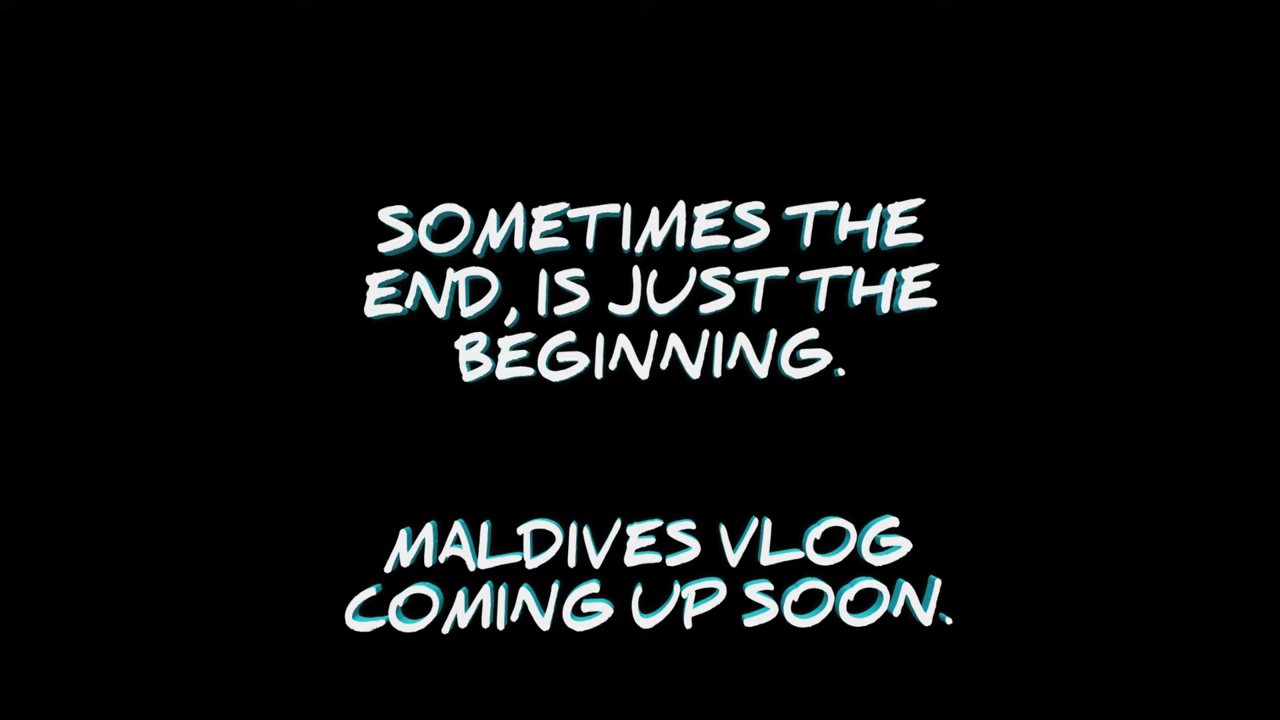 SOMETIMES THE
END, IS JUST THE
BEGINNING.
MALDIVES VLOG
COMING UP SOON.